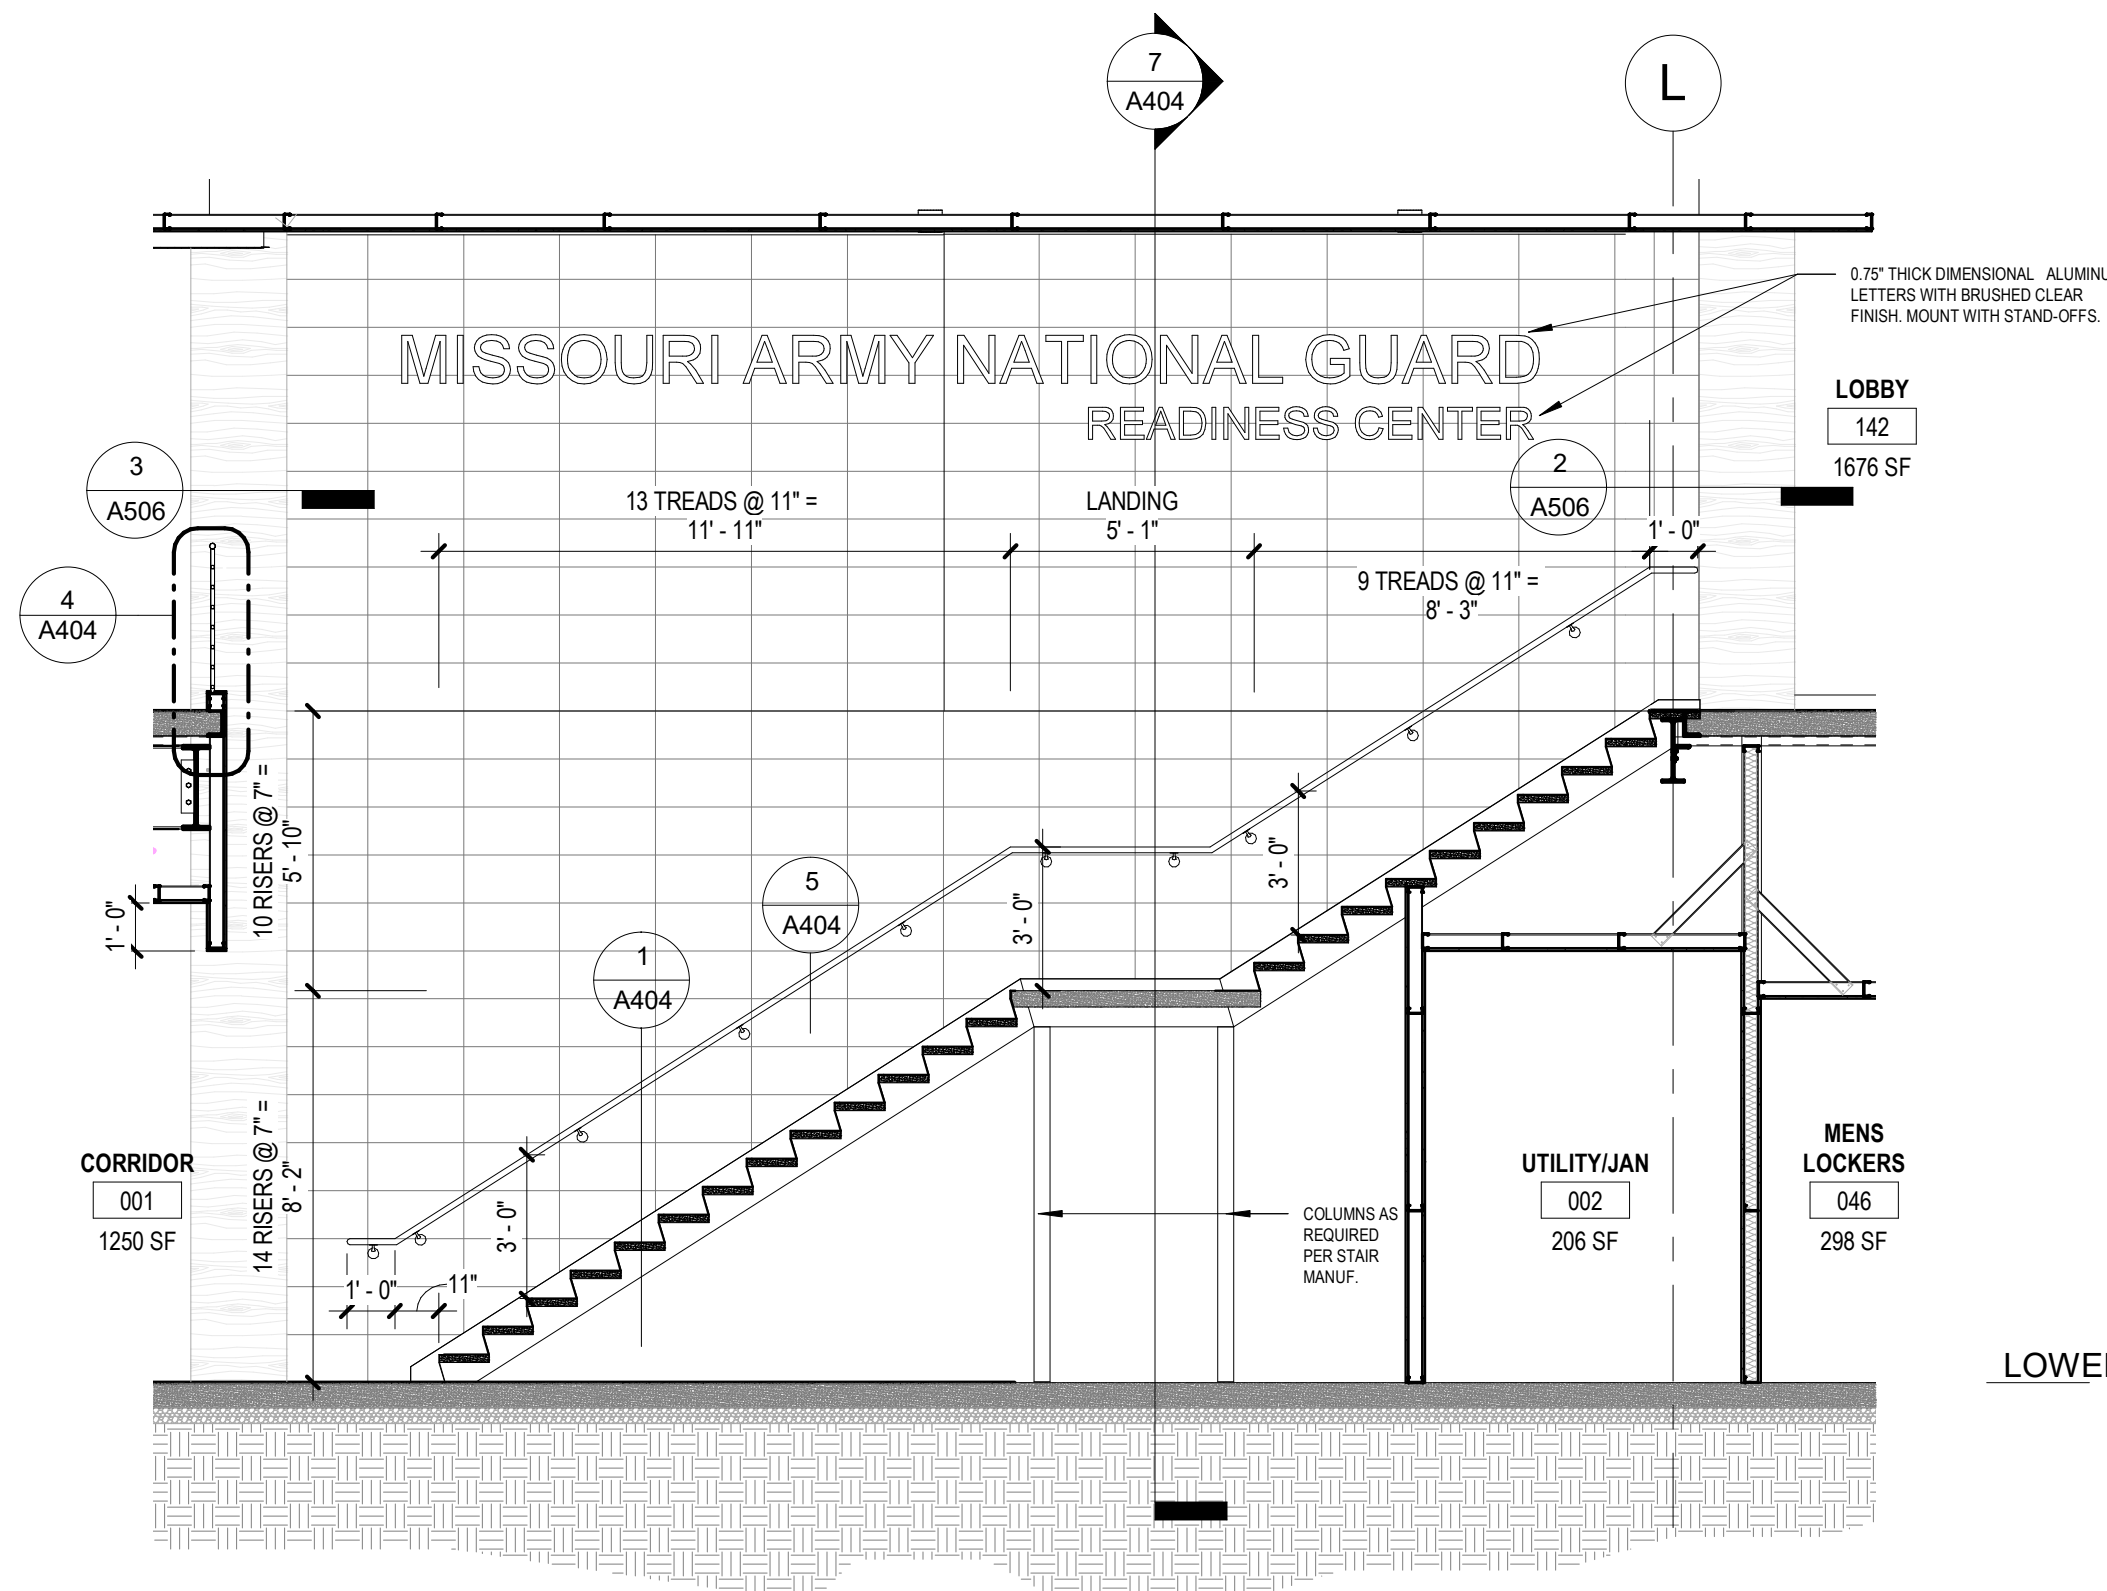 7
A404
L
0.75" THICK DIMENSIONAL ALUMINU
LETTERS WITH BRUSHED CLEAR
FINISH. MOUNT WITH STAND-OFFS.
MISSOURI ARMY NATIONAL GUARD
READINESS CENTER
LOBBY
142
1676 SF
3
A506
2
A506
13 TREADS @ 11" =
11' - 11"
LANDING
5' - 1"
1' - 0"
9 TREADS @ 11" =
8' - 3"
4
A404
10 RISERS @ 7" =
5' - 10"
1' - 0"
5
A404
3' - 0"
3' - 0"
1
A404
14 RISERS @ 7" =
8' - 2"
CORRIDOR
001
1250 SF
3' - 0"
1' - 0"
11"
COLUMNS AS
REQUIRED
PER STAIR
MANUF.
UTILITY/JAN
002
206 SF
MENS
LOCKERS
046
298 SF
LOWE